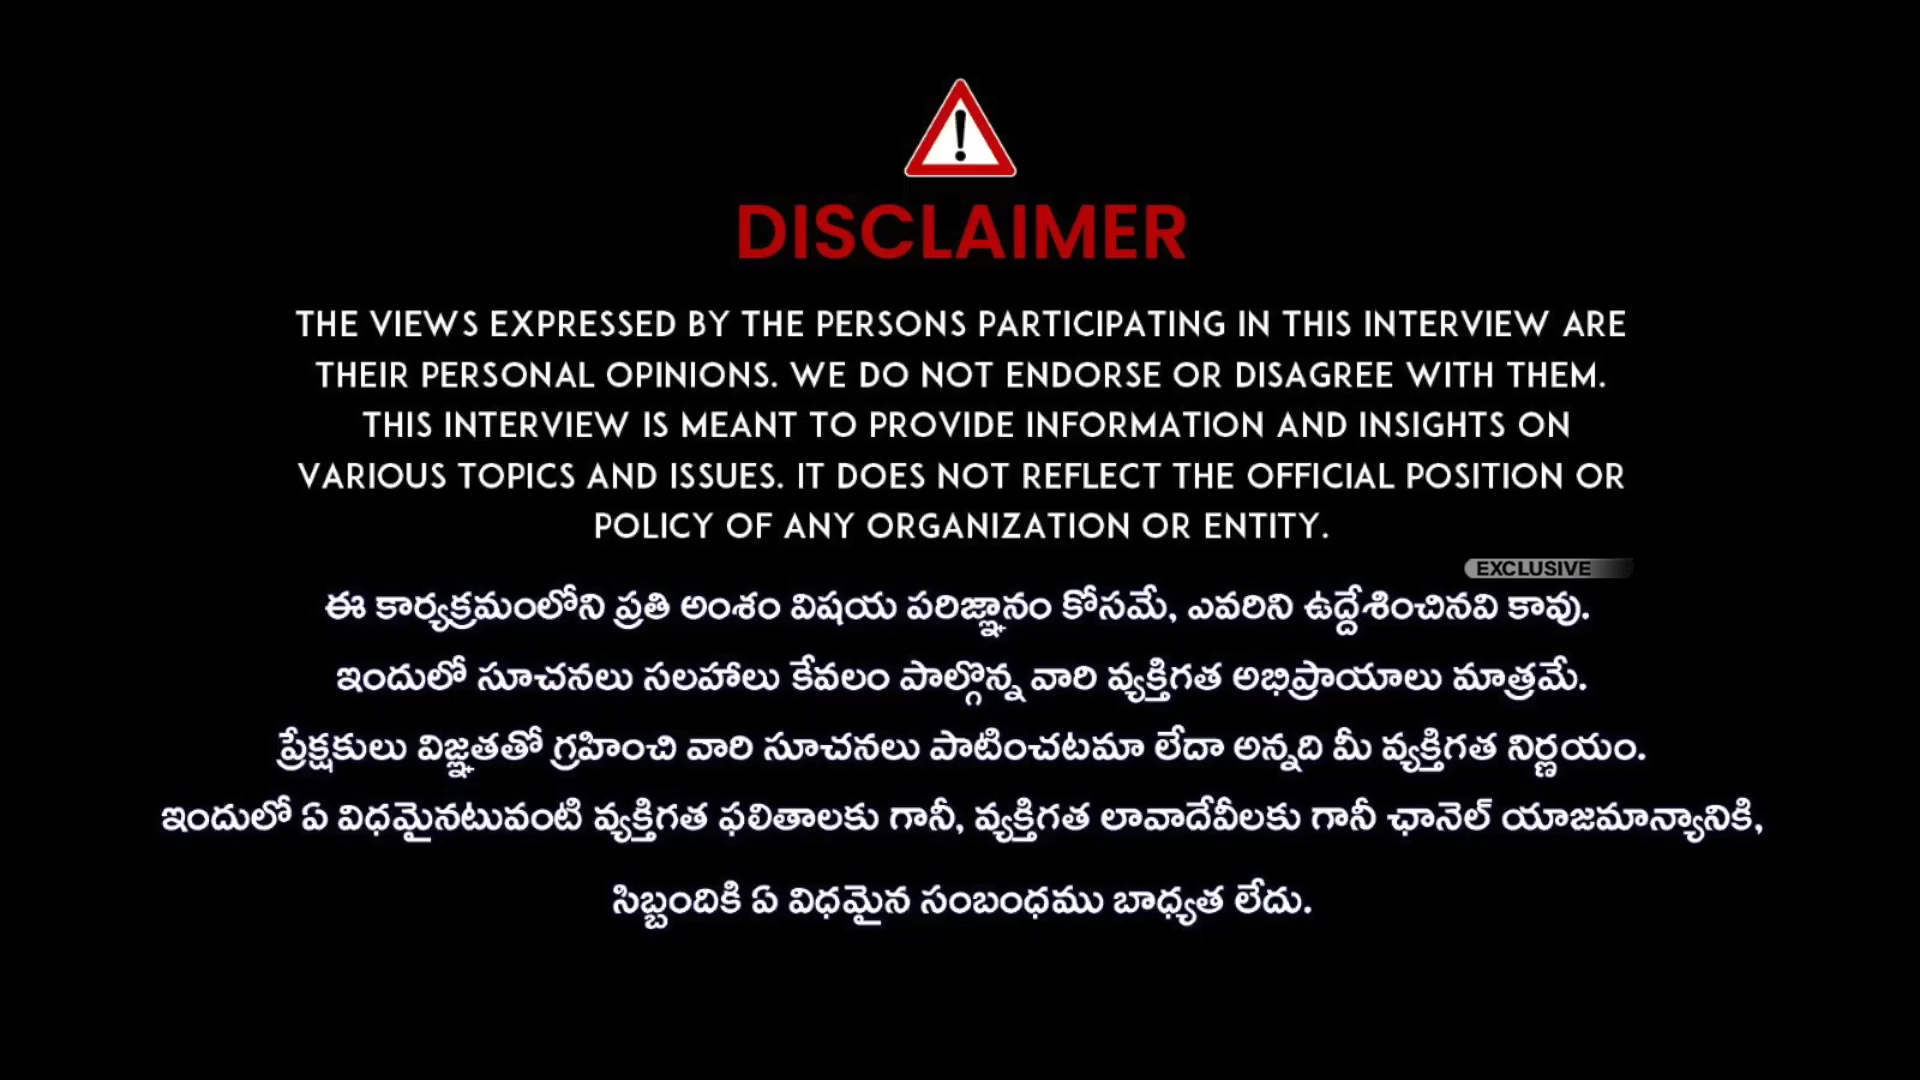 DISCLAIMER
THE VIEWS EXPRESSED BY THE PERSONS PARTICIPATING IN THIS INTERVIEW ARE
THEIR PERSONAL OPINIONS. WE DO NOT ENDORSE OR DISAGREE WITH THEM.
THIS INTERVIEW IS MEANT TO PROVIDE INFORMATION AND INSIGHTS ON
VARIOUS TOPICS AND ISSUES. IT DOES NOT REFLECT THE OFFICIAL POSITION OR
POLICY OF ANY ORGANIZATION OR ENTITY.
EXCLUSIVE
ఈ కార్యక్రమంలోని ప్రతి అంశం విషయ పరిజ్ఞానం కోసమే, ఎవరిని ఉద్దేశించినవి కావు.
ఇందులో సూచనలు సలహాలు కేవలం పాల్గొన్న వారి వ్యక్తిగత అభిప్రాయాలు మాత్రమే.
ప్రేక్షకులు విజ్ఞతతో గ్రహించి వారి సూచనలు పాటించటమా లేదా అన్నది మీ వ్యక్తిగత నిర్ణయం.
ఇందులో ఏ విధమైనటువంటి వ్యక్తిగత ఫలితాలకు గానీ, వ్యక్తిగత లావాదేవీలకు గానీ ఛానెల్ యాజమాన్యానికి,
సిబ్బందికి ఏ విధమైన సంబంధము బాధ్యత లేదు.